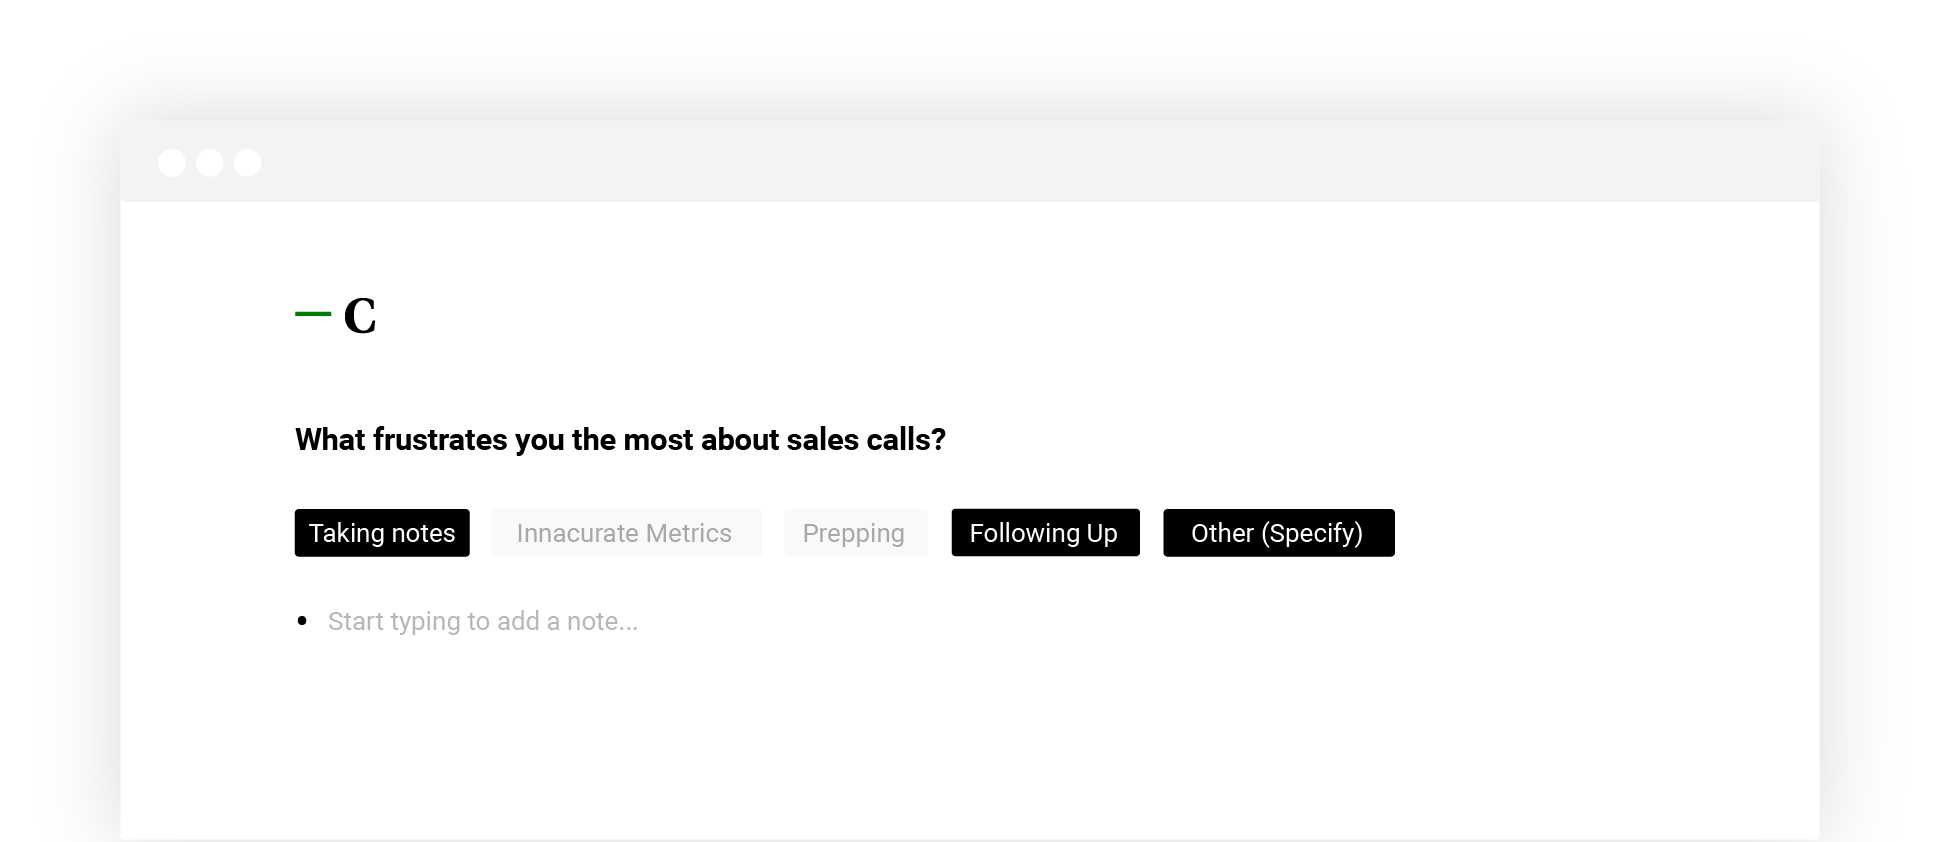 — C
What frustrates you the most about sales calls?
Taking notes Innacurate Metrics Prepping Following Up Other (Specify)
• Start typing to add a note...